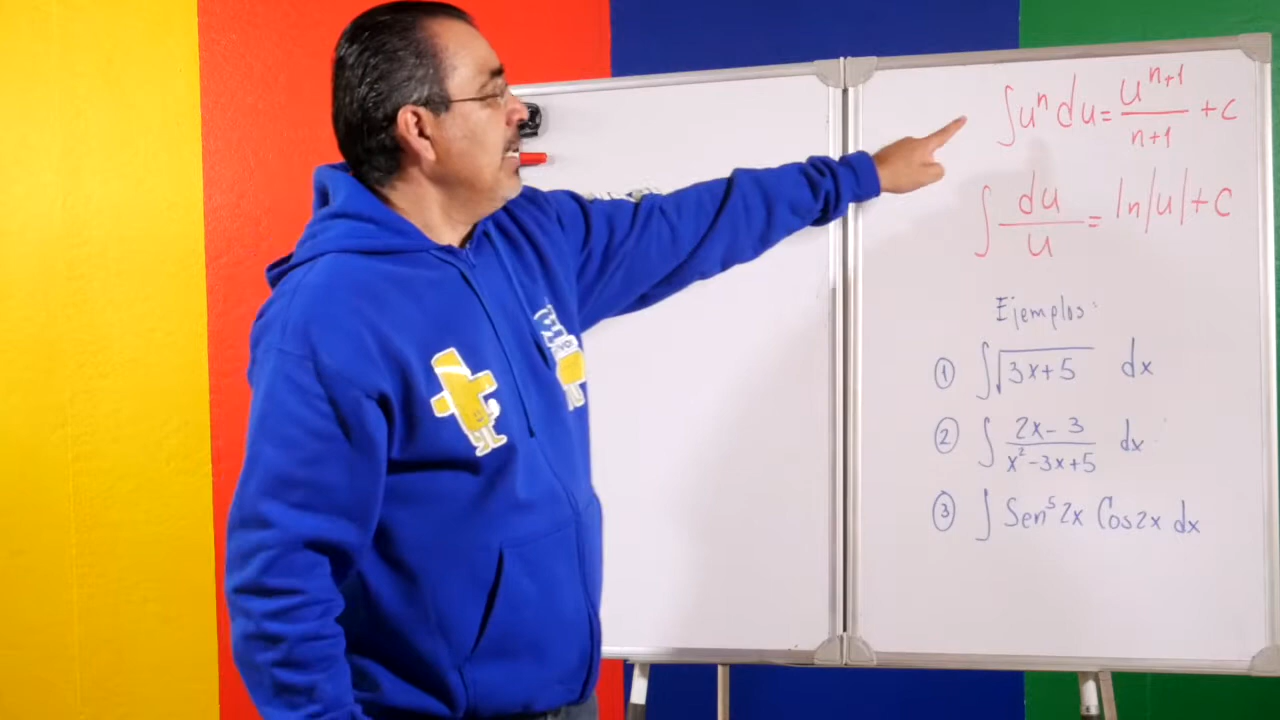 ∫uⁿ du = uⁿ⁺¹/n+1 + c
∫ du/u = ln|u| + c
Ejemplos:
① ∫√3x+5 dx
② ∫ 2x-3/x²-3x+5 dx
③ ∫ Sen⁵2x Cos2x dx